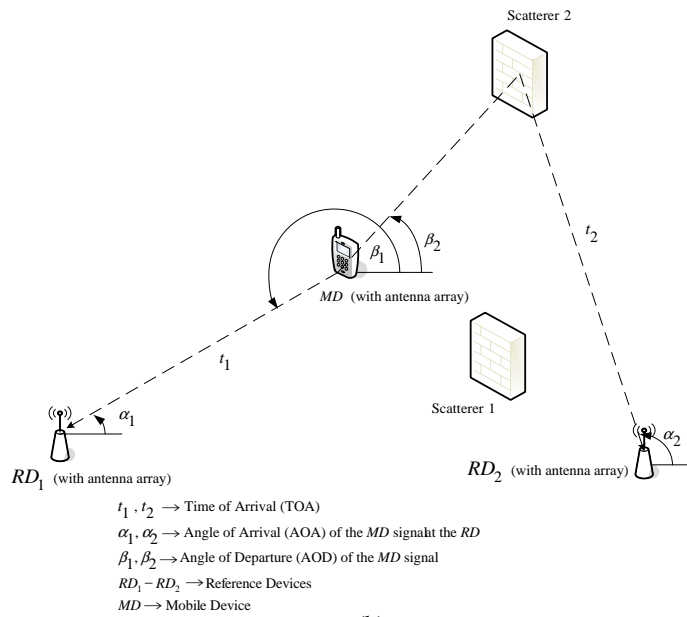 Scatterer 2
t₂
β₁
β₂
MD (with antenna array)
t₁
Scatterer 1
α₁
α₂
RD₁ (with antenna array)
RD₂ (with antenna array)
t₁ , t₂ → Time of Arrival (TOA)
α₁, α₂ → Angle of Arrival (AOA) of the MD signal at the RD
β₁, β₂ → Angle of Departure (AOD) of the MD signal
RD₁ – RD₂ → Reference Devices
MD → Mobile Device